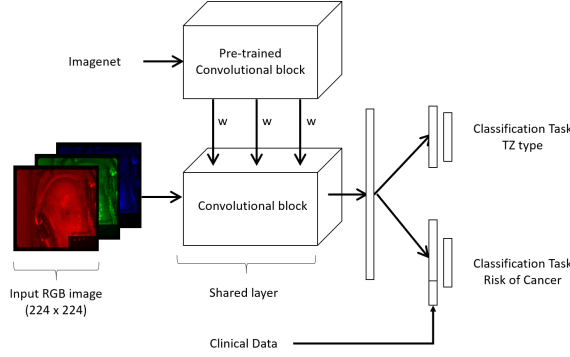 Pre-trained
Convolutional block
Imagenet
w
w
w
Classification Task
TZ type
Convolutional block
Classification Task
Risk of Cancer
Input RGB image
(224 x 224)
Shared layer
Clinical Data